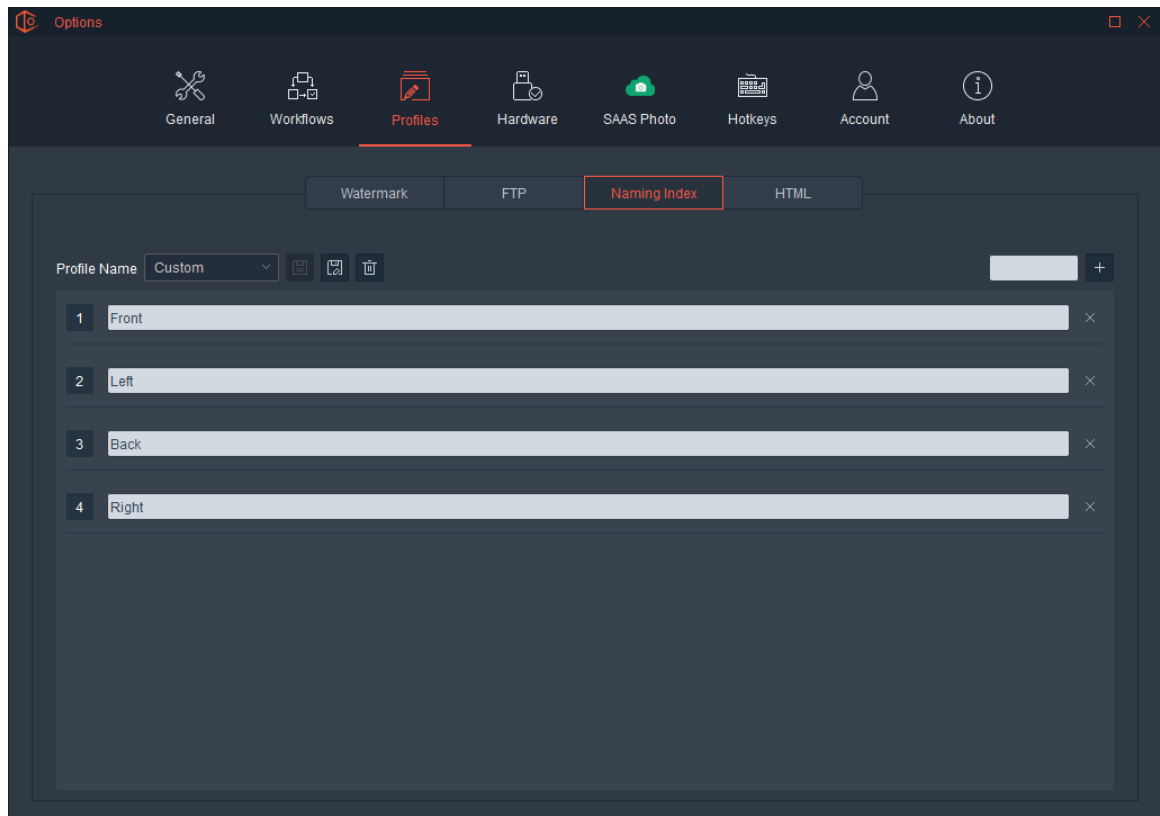 Options
General Workflows Profiles Hardware SAAS Photo Hotkeys Account About
Watermark FTP Naming Index HTML
Profile Name Custom
1 Front
2 Left
3 Back
4 Right